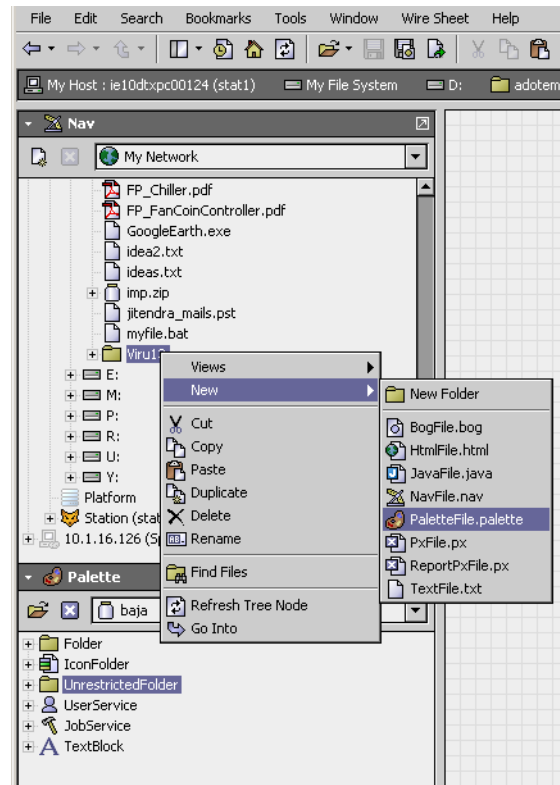 File Edit Search Bookmarks Tools Window Wire Sheet Help
My Host : ie10dtxpc00124 (stat1) My File System D: adotem
Nav
My Network
FP_Chiller.pdf
FP_FanCoinController.pdf
GoogleEarth.exe
idea2.txt
ideas.txt
imp.zip
jitendra_mails.pst
myfile.bat
Viru13
E:
M:
P:
R:
U:
Y:
Platform
Station (stat
10.1.16.126 (S
Views
New
Cut
Copy
Paste
Duplicate
Delete
Rename
Find Files
Refresh Tree Node
Go Into
New Folder
BogFile.bog
HtmlFile.html
JavaFile.java
NavFile.nav
PaletteFile.palette
PxFile.px
ReportPxFile.px
TextFile.txt
Palette
baja
Folder
IconFolder
UnrestrictedFolder
UserService
JobService
TextBlock